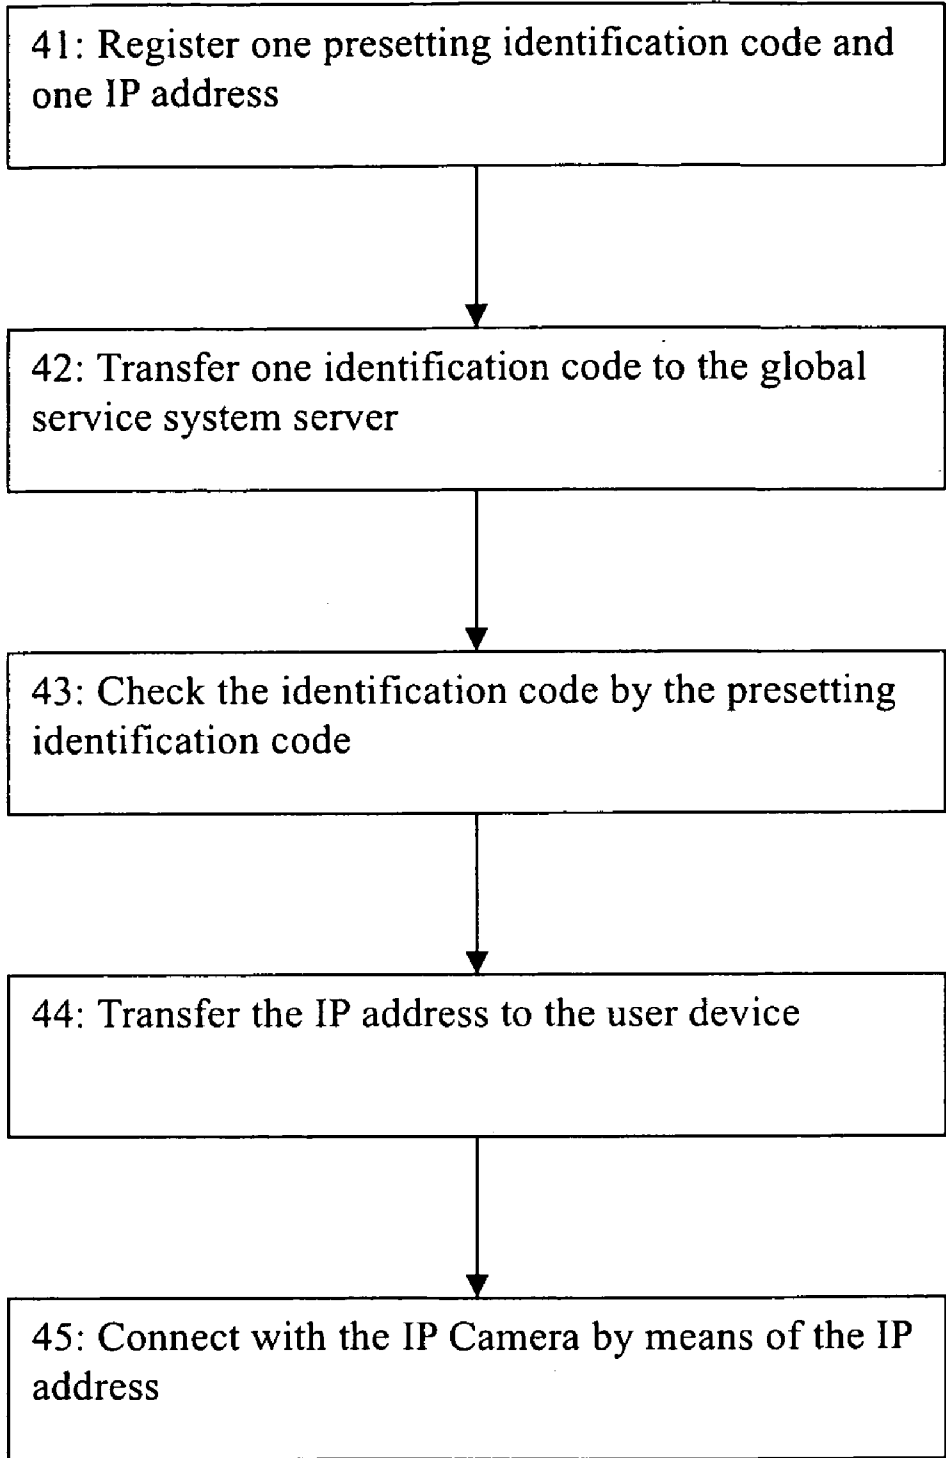 41: Register one presetting identification code and
one IP address
42: Transfer one identification code to the global
service system server
43: Check the identification code by the presetting
identification code
44: Transfer the IP address to the user device
45: Connect with the IP Camera by means of the IP
address